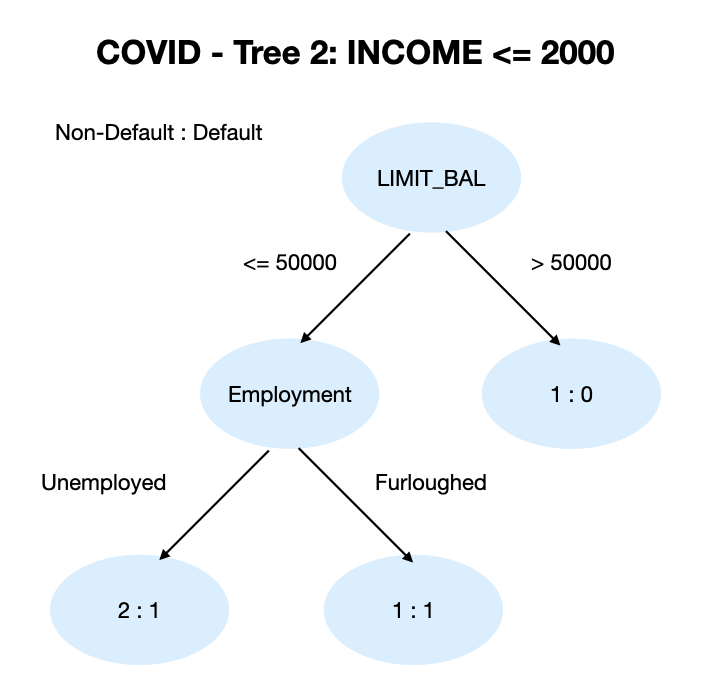 COVID - Tree 2: INCOME <= 2000
Non-Default : Default
LIMIT_BAL
<= 50000
> 50000
Employment
1 : 0
Unemployed
Furloughed
2 : 1
1 : 1